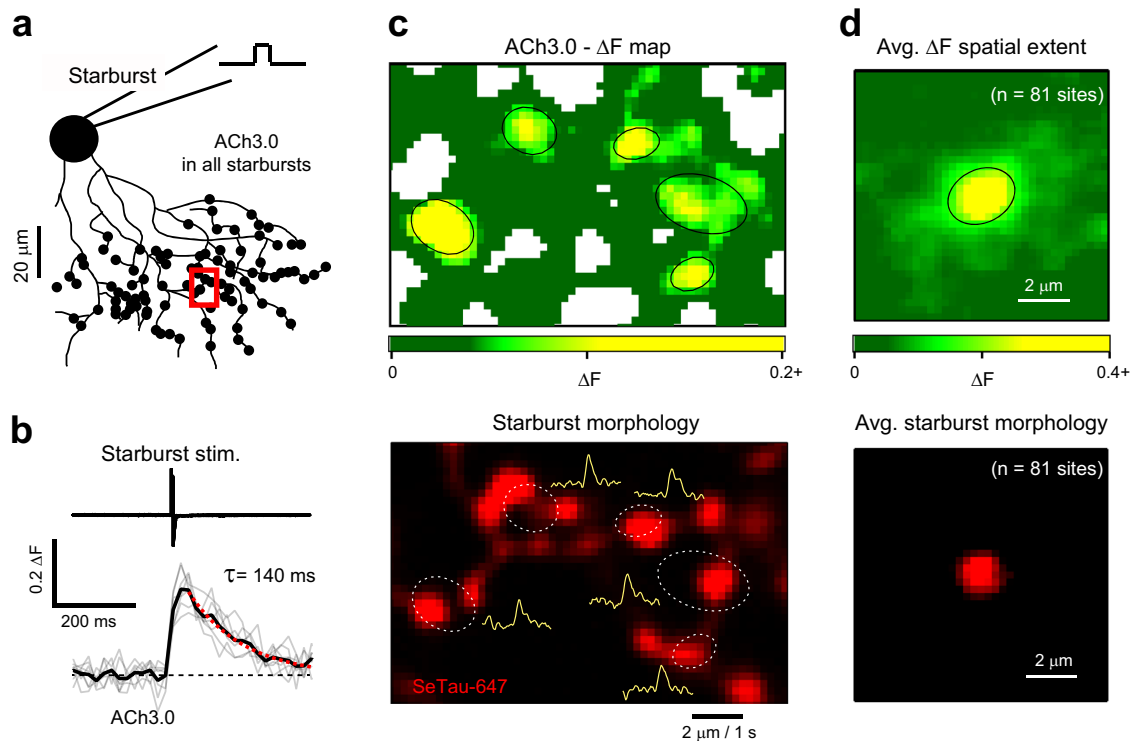 a
Starburst
ACh3.0
in all starbursts
20 μm
b
Starburst stim.
0.2 ΔF
200 ms
τ= 140 ms
ACh3.0
c
ACh3.0 - ΔF map
0
0.2+
ΔF
Starburst morphology
SeTau-647
2 μm / 1 s
d
Avg. ΔF spatial extent
(n = 81 sites)
2 μm
0
0.4+
ΔF
Avg. starburst morphology
(n = 81 sites)
2 μm